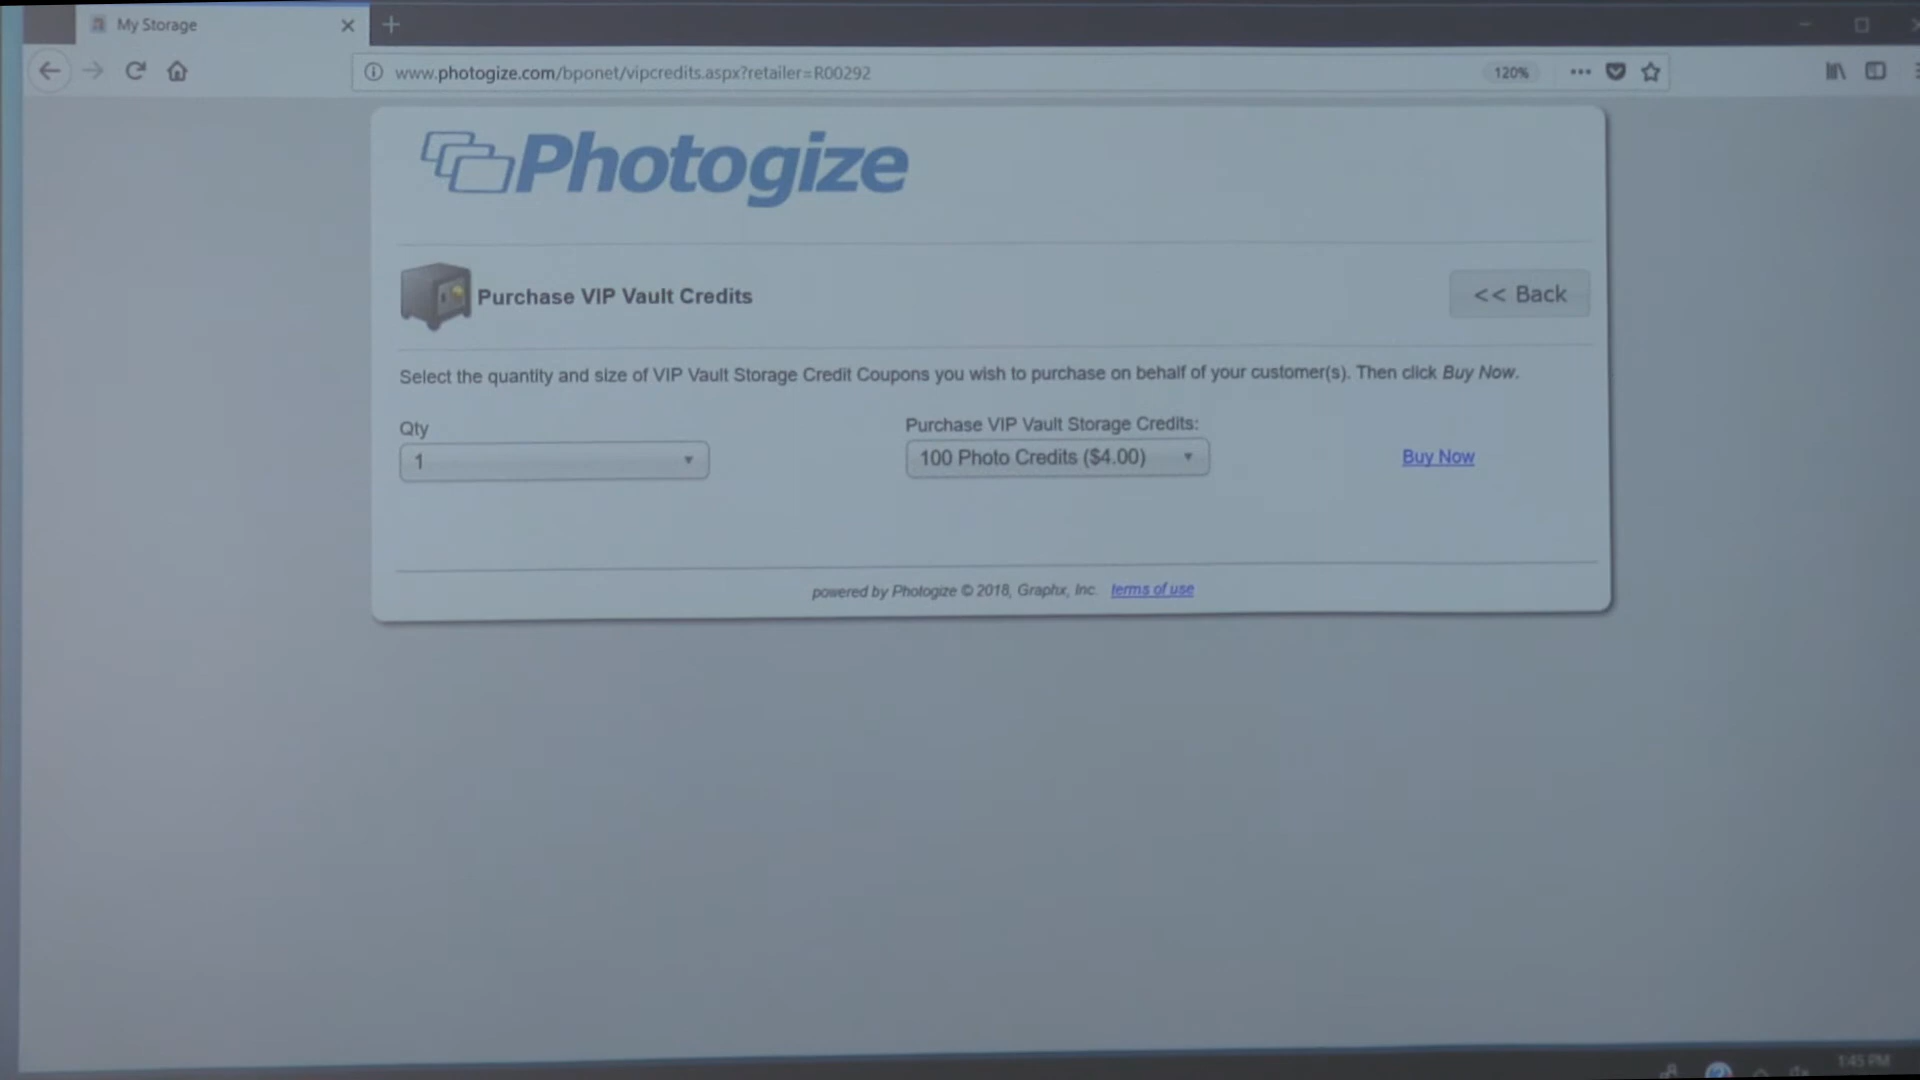 My Storage
www.photogize.com/bponet/vipcredits.aspx?retailer=R00292
120%
Photogize
Purchase VIP Vault Credits
<< Back
Select the quantity and size of VIP Vault Storage Credit Coupons you wish to purchase on behalf of your customer(s). Then click Buy Now.
Qty
Purchase VIP Vault Storage Credits:
1
100 Photo Credits ($4.00)
Buy Now
powered by Photogize © 2018, Graphx, Inc. terms of use
1:45 PM